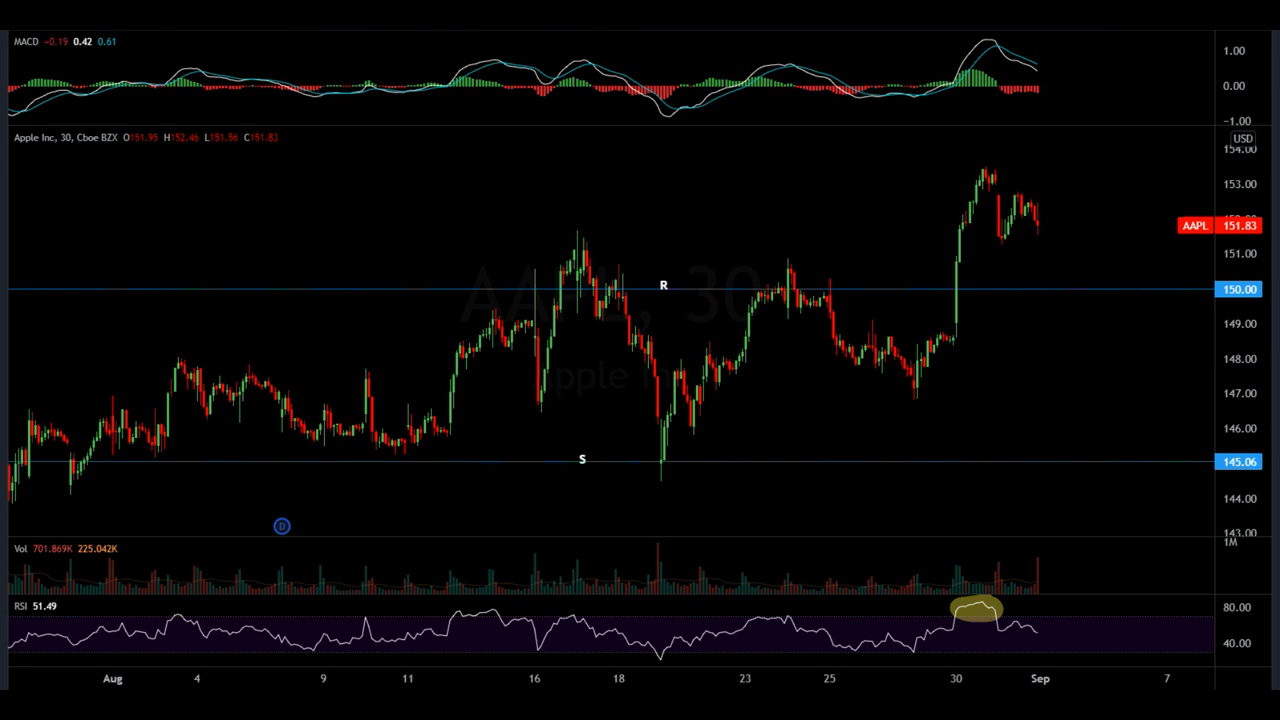 MACD −0.19 0.42 0.61
1.00
0.00
−1.00
Apple Inc, 30, Cboe BZX O151.95 H152.46 L151.56 C151.83
USD
154.00
153.00
AAPL 151.83
151.00
AAPL, 30
R
150.00
149.00
148.00
Apple Inc
147.00
146.00
S
145.06
144.00
D
143.00
Vol 701.869K 225.042K
1M
RSI 51.49
80.00
40.00
Aug 4 9 11 16 18 23 25 30 Sep 7